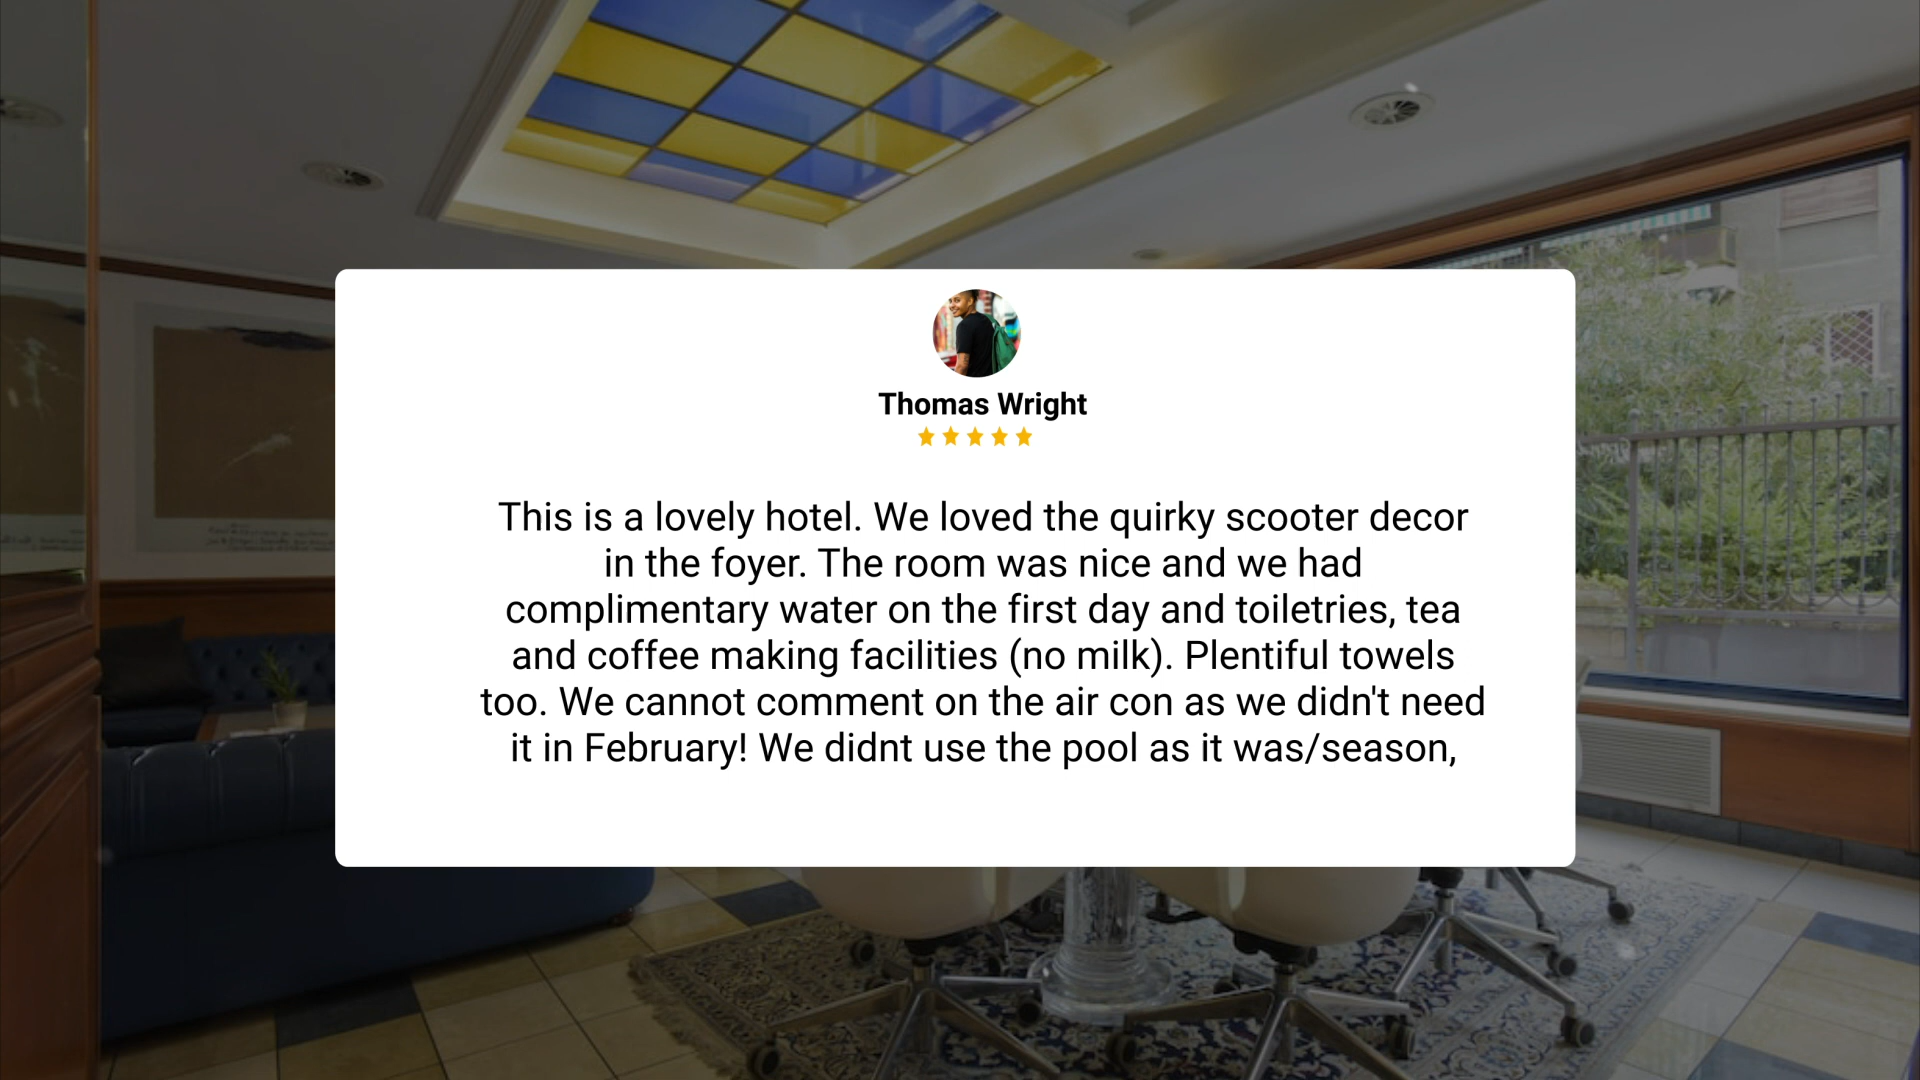 Thomas Wright
This is a lovely hotel. We loved the quirky scooter decor
in the foyer. The room was nice and we had
complimentary water on the first day and toiletries, tea
and coffee making facilities (no milk). Plentiful towels
too. We cannot comment on the air con as we didn't need
it in February! We didnt use the pool as it was/season,